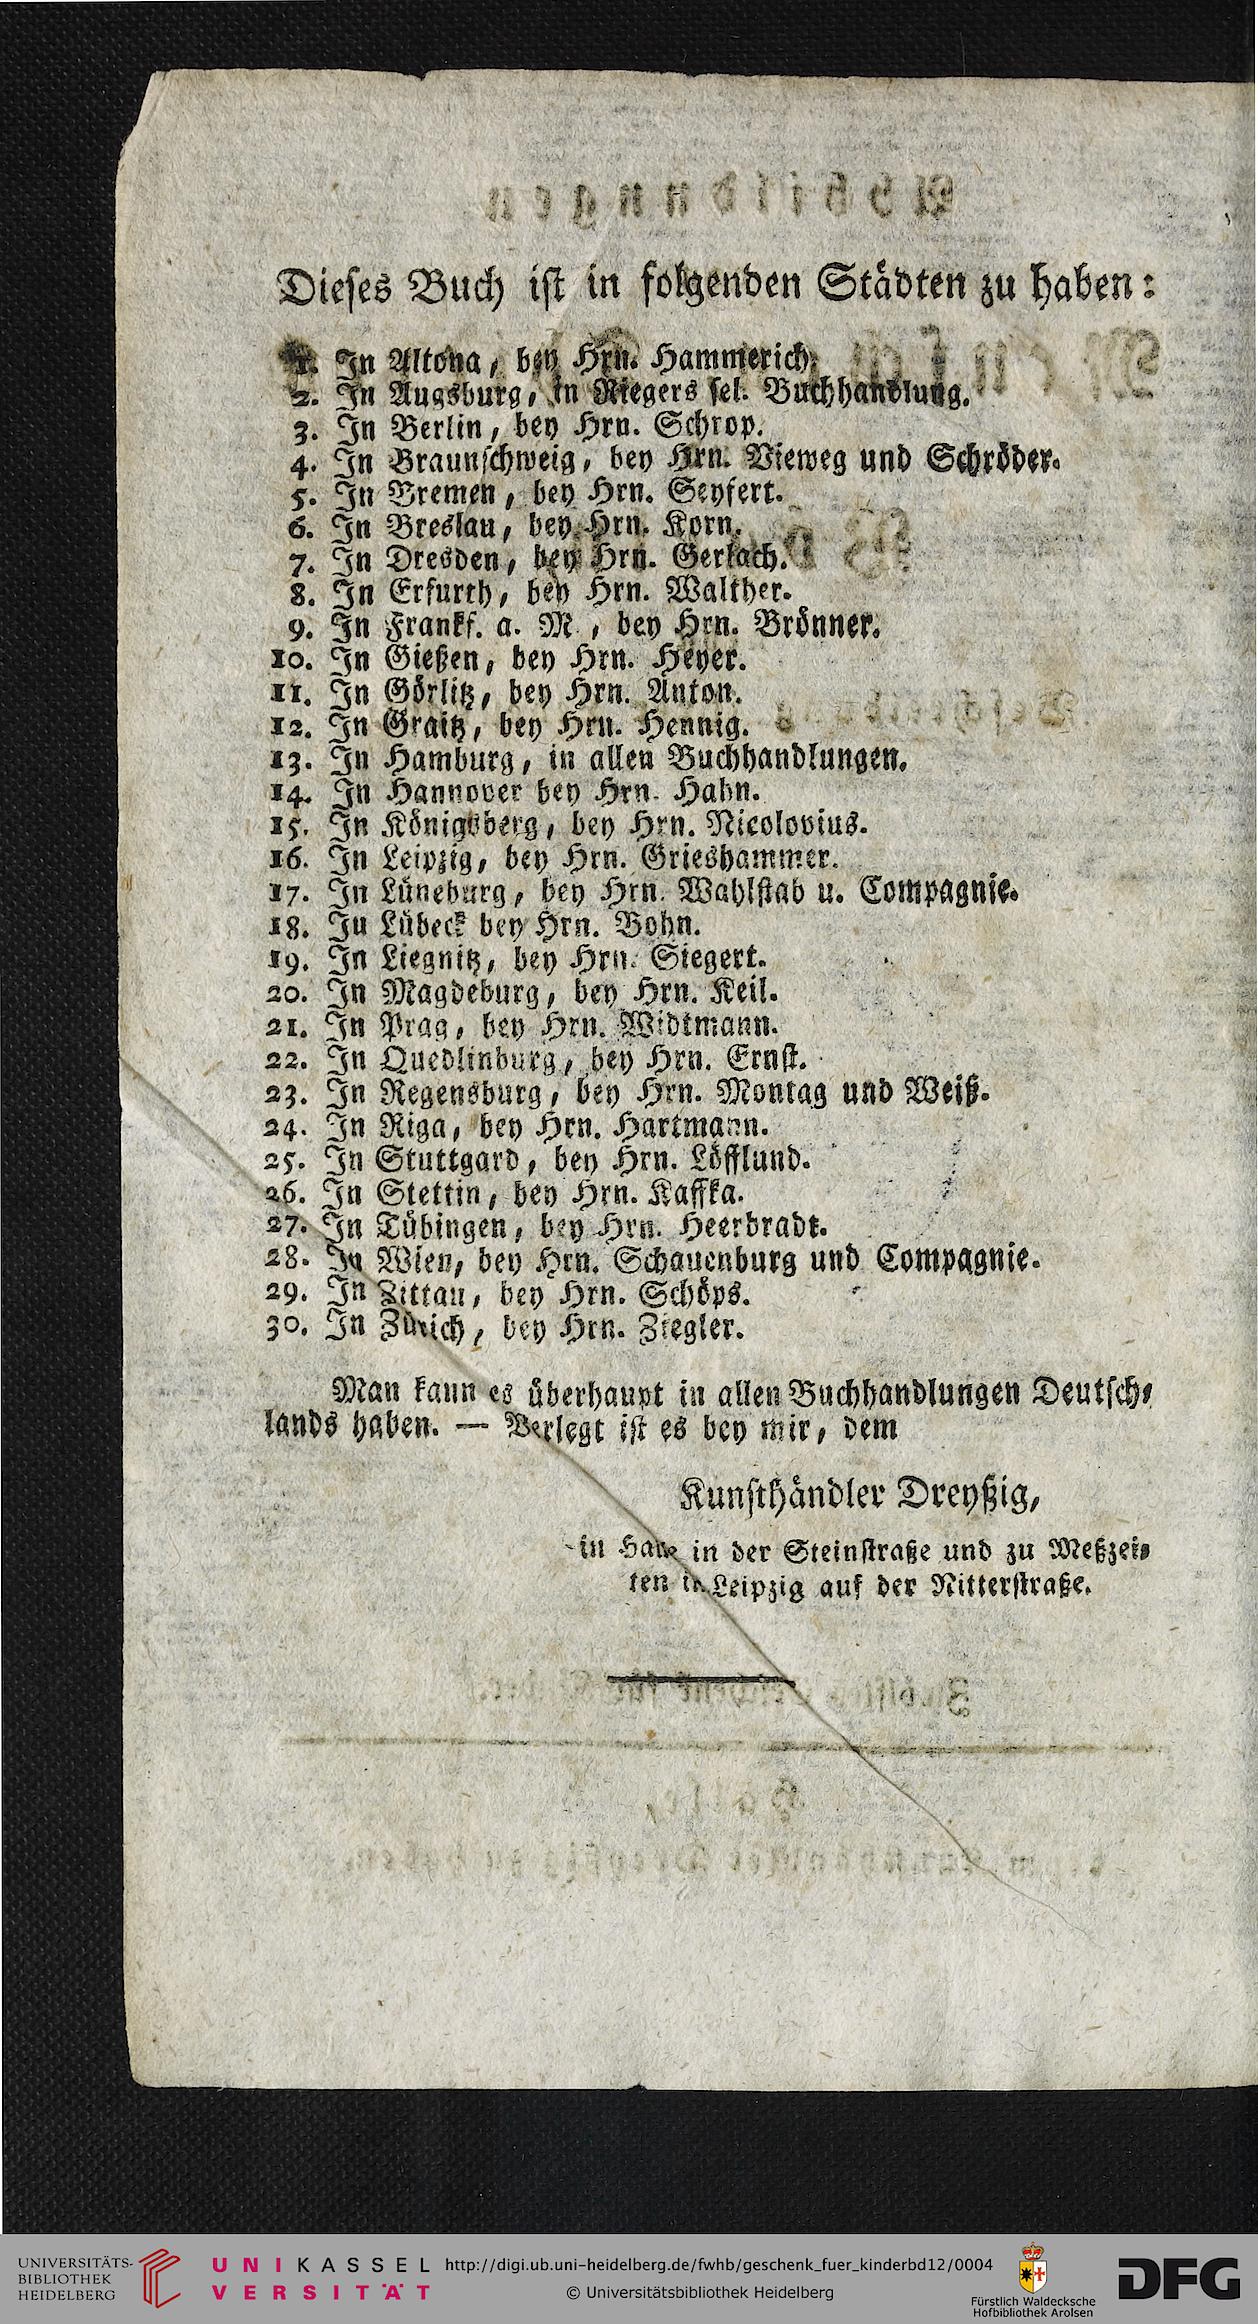 Dieses Buch ist in folgenden Städten zu haben:
1. In Altona, bey Hrn. Hammerich.
2. In Augsburg, in Riegers sel. Buchhandlung.
3. In Berlin, bey Hrn. Schrop.
4. In Braunschweig, bey Hrn. Vieweg und Schröder.
5. In Bremen, bey Hrn. Seyfert.
6. In Breslau, bey Hrn. Korn.
7. In Dresden, bey Hrn. Gerlach.
8. In Erfurth, bey Hrn. Walther.
9. In Frankf. a. M., bey Hrn. Brönner.
10. In Gießen, bey Hrn. Heyer.
11. In Görlitz, bey Hrn. Anton.
12. In Graitz, bey Hrn. Hennig.
13. In Hamburg, in allen Buchhandlungen.
14. In Hannover bey Hrn. Hahn.
15. In Königsberg, bey Hrn. Nicolovius.
16. In Leipzig, bey Hrn. Grieshammer.
17. In Lüneburg, bey Hrn. Wahlstab u. Compagnie.
18. Iu Lübeck bey Hrn. Bohn.
19. In Liegnitz, bey Hrn. Siegert.
20. In Magdeburg, bey Hrn. Keil.
21. In Prag, bey Hrn. Widtmann.
22. In Quedlinburg, bey Hrn. Ernst.
23. In Regensburg, bey Hrn. Montag und Weiß.
24. In Riga, bey Hrn. Hartmann.
25. In Stuttgard, bey Hrn. Löfflund.
26. In Stettin, bey Hrn. Kaffka.
27. In Tübingen, bey Hrn. Heerbradt.
28. In Wien, bey Hrn. Schauenburg und Compagnie.
29. In Zittau, bey Hrn. Schöps.
30. In Zürich, bey Hrn. Ziegler.
Man kann es überhaupt in allen Buchhandlungen Deutsch-
lands haben. — Verlegt ist es bey mir, dem
Kunsthändler Dreyßig,
in Halle in der Steinstraße und zu Meßzei-
ten in Leipzig auf der Ritterstraße.
UNIVERSITÄTS-
BIBLIOTHEK
HEIDELBERG
UNIKASSEL
VERSITÄT
http://digi.ub.uni-heidelberg.de/fwhb/geschenk_fuer_kinderbd12/0004
© Universitätsbibliothek Heidelberg
Fürstlich Waldecksche
Hofbibliothek Arolsen
DFG